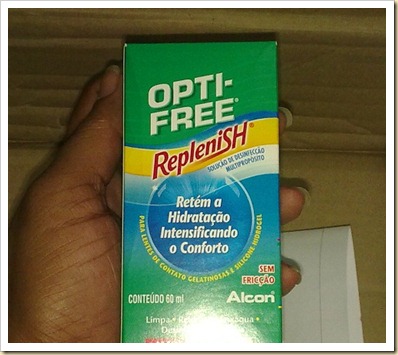 OPTI-
FREE®
RepleniSH®
SOLUÇÃO DE DESINFECÇÃO
MULTIPROPÓSITO
Retém a
Hidratação
Intensificando
o Conforto
PARA LENTES DE CONTATO GELATINOSAS E SILICONE HIDROGEL
SEM
FRICÇÃO
CONTEÚDO 60 ml
Alcon®
Limpa